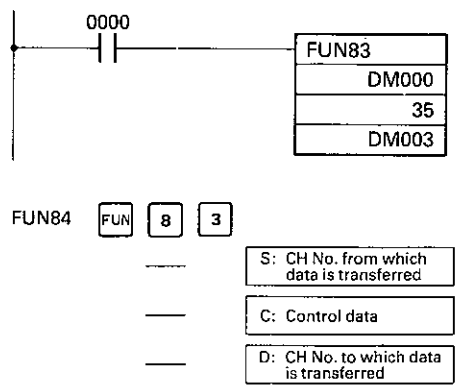 0000
FUN83
DM000
35
DM003
FUN84 FUN 8 3
S: CH No. from which
data is transferred
C: Control data
D: CH No. to which data
is transferred